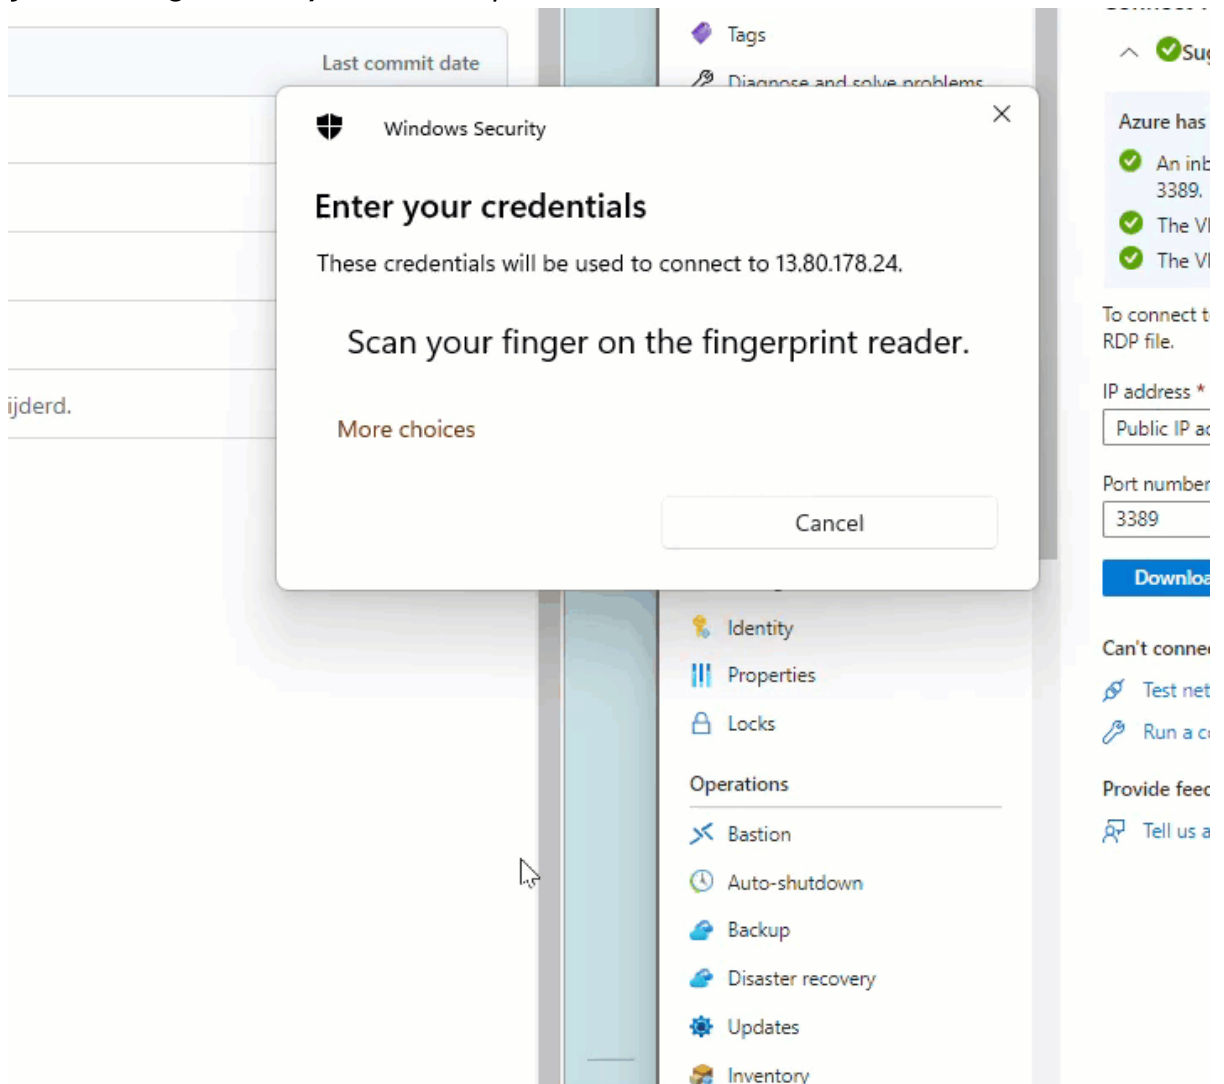 Last commit date
ijderd.
Tags
Diagnose and solve problems
Windows Security
Enter your credentials
These credentials will be used to connect to 13.80.178.24.
Scan your finger on the fingerprint reader.
More choices
Cancel
Identity
Properties
Locks
Operations
Bastion
Auto-shutdown
Backup
Disaster recovery
Updates
Inventory
Azure has
An inb
3389.
The V
The V
To connect t
RDP file.
IP address *
Public IP a
Port number
3389
Downloa
Can't conne
Test net
Run a c
Provide feed
Tell us a